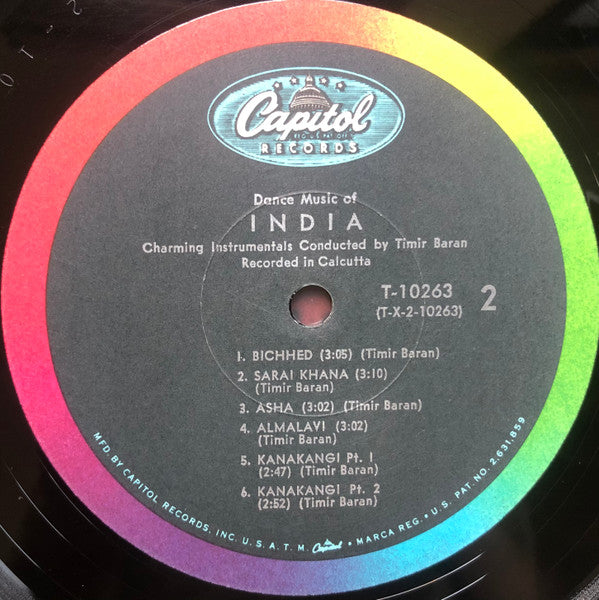 Capitol
REG. U.S. PAT. OFF.
RECORDS
Dance Music of
INDIA
Charming Instrumentals Conducted by Timir Baran
Recorded in Calcutta
T-10263
(T-X-2-10263)
2
1. BICHHED (3:05) (Timir Baran)
2. SARAI KHANA (3:10)
(Timir Baran)
3. ASHA (3:02) (Timir Baran)
4. ALMALAVI (3:02)
(Timir Baran)
5. KANAKANGI Pt. 1
(2:47) (Timir Baran)
6. KANAKANGI Pt. 2
(2:52) (Timir Baran)
MFD. BY CAPITOL RECORDS, INC. U.S.A. T.M. Capitol • MARCA REG. • U.S. PAT. NO. 2,631,859